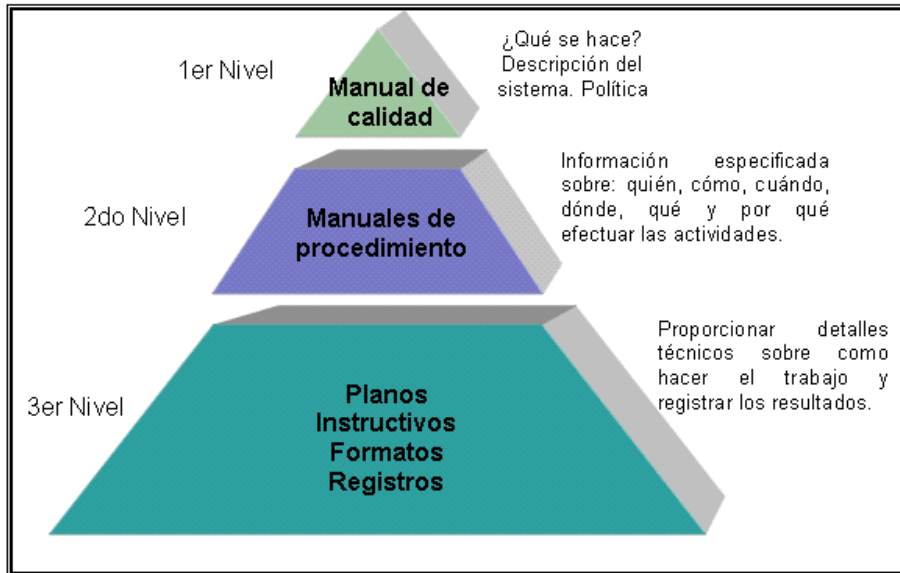 1er Nivel
Manual de
calidad
¿Qué se hace?
Descripción del
sistema. Política
2do Nivel
Manuales de
procedimiento
Información especificada
sobre: quién, cómo, cuándo,
dónde, qué y por qué
efectuar las actividades.
3er Nivel
Planos
Instructivos
Formatos
Registros
Proporcionar detalles
técnicos sobre como
hacer el trabajo y
registrar los resultados.